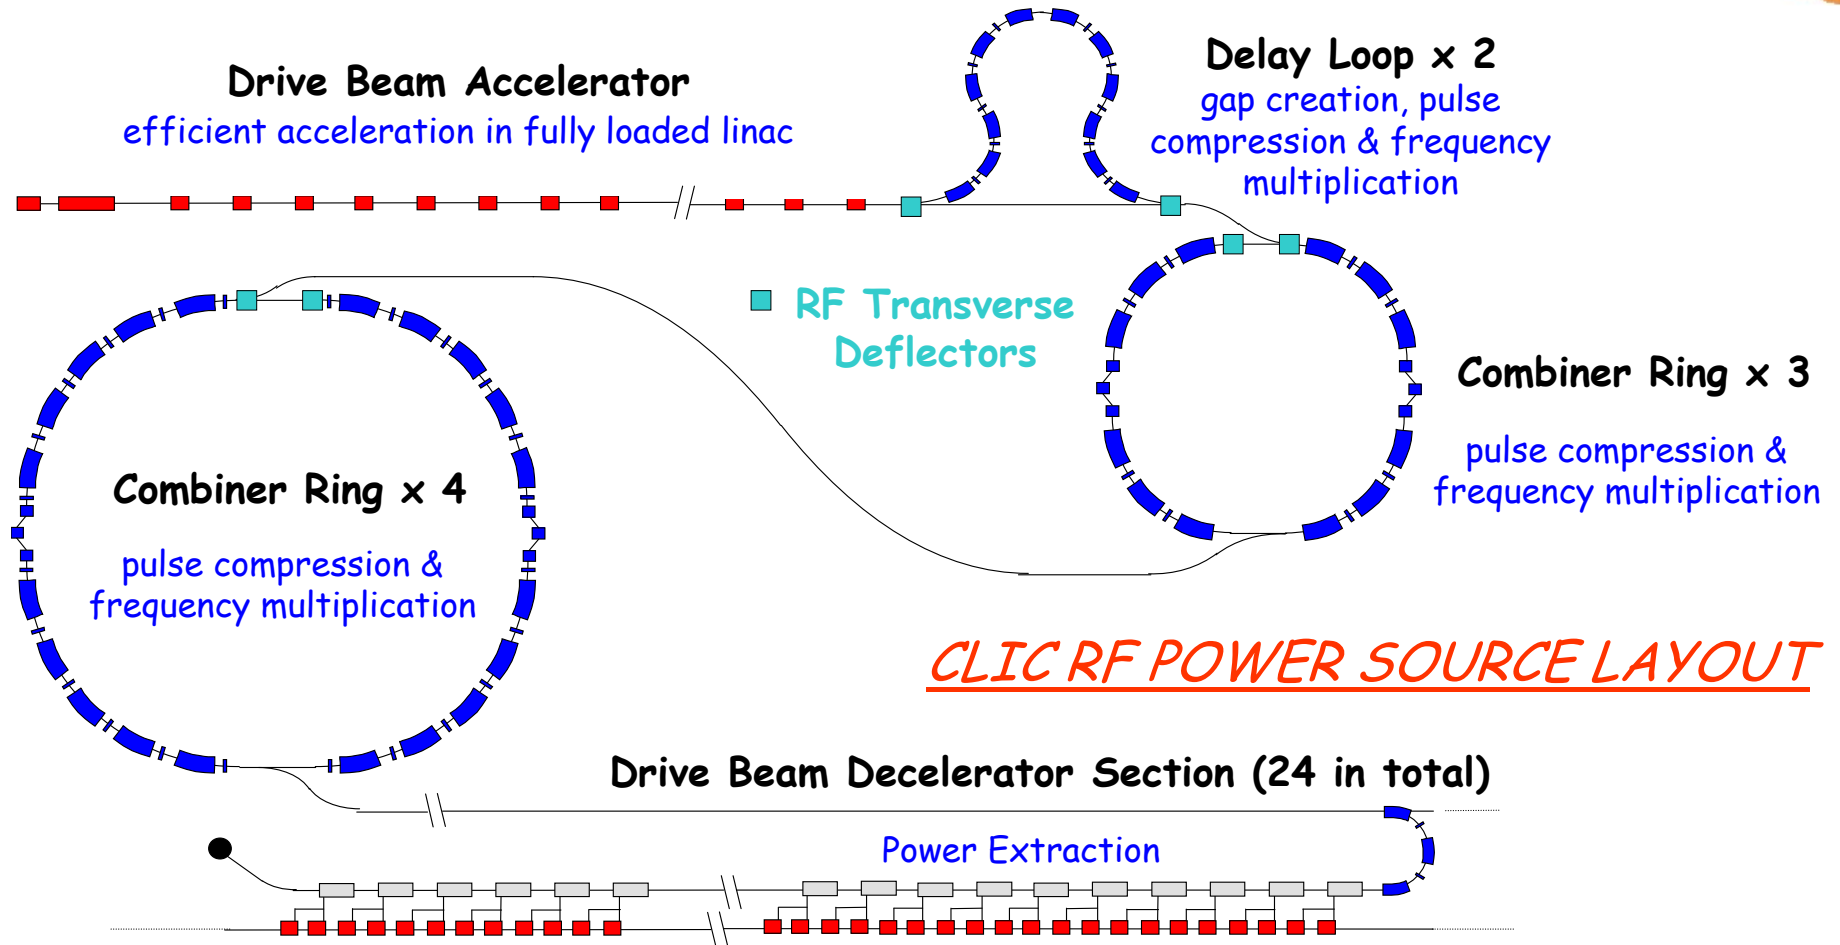 Drive Beam Accelerator
efficient acceleration in fully loaded linac
Delay Loop x 2
gap creation, pulse
compression & frequency
multiplication
RF Transverse
Deflectors
Combiner Ring x 3
pulse compression &
frequency multiplication
Combiner Ring x 4
pulse compression &
frequency multiplication
CLIC RF POWER SOURCE LAYOUT
Drive Beam Decelerator Section (24 in total)
Power Extraction